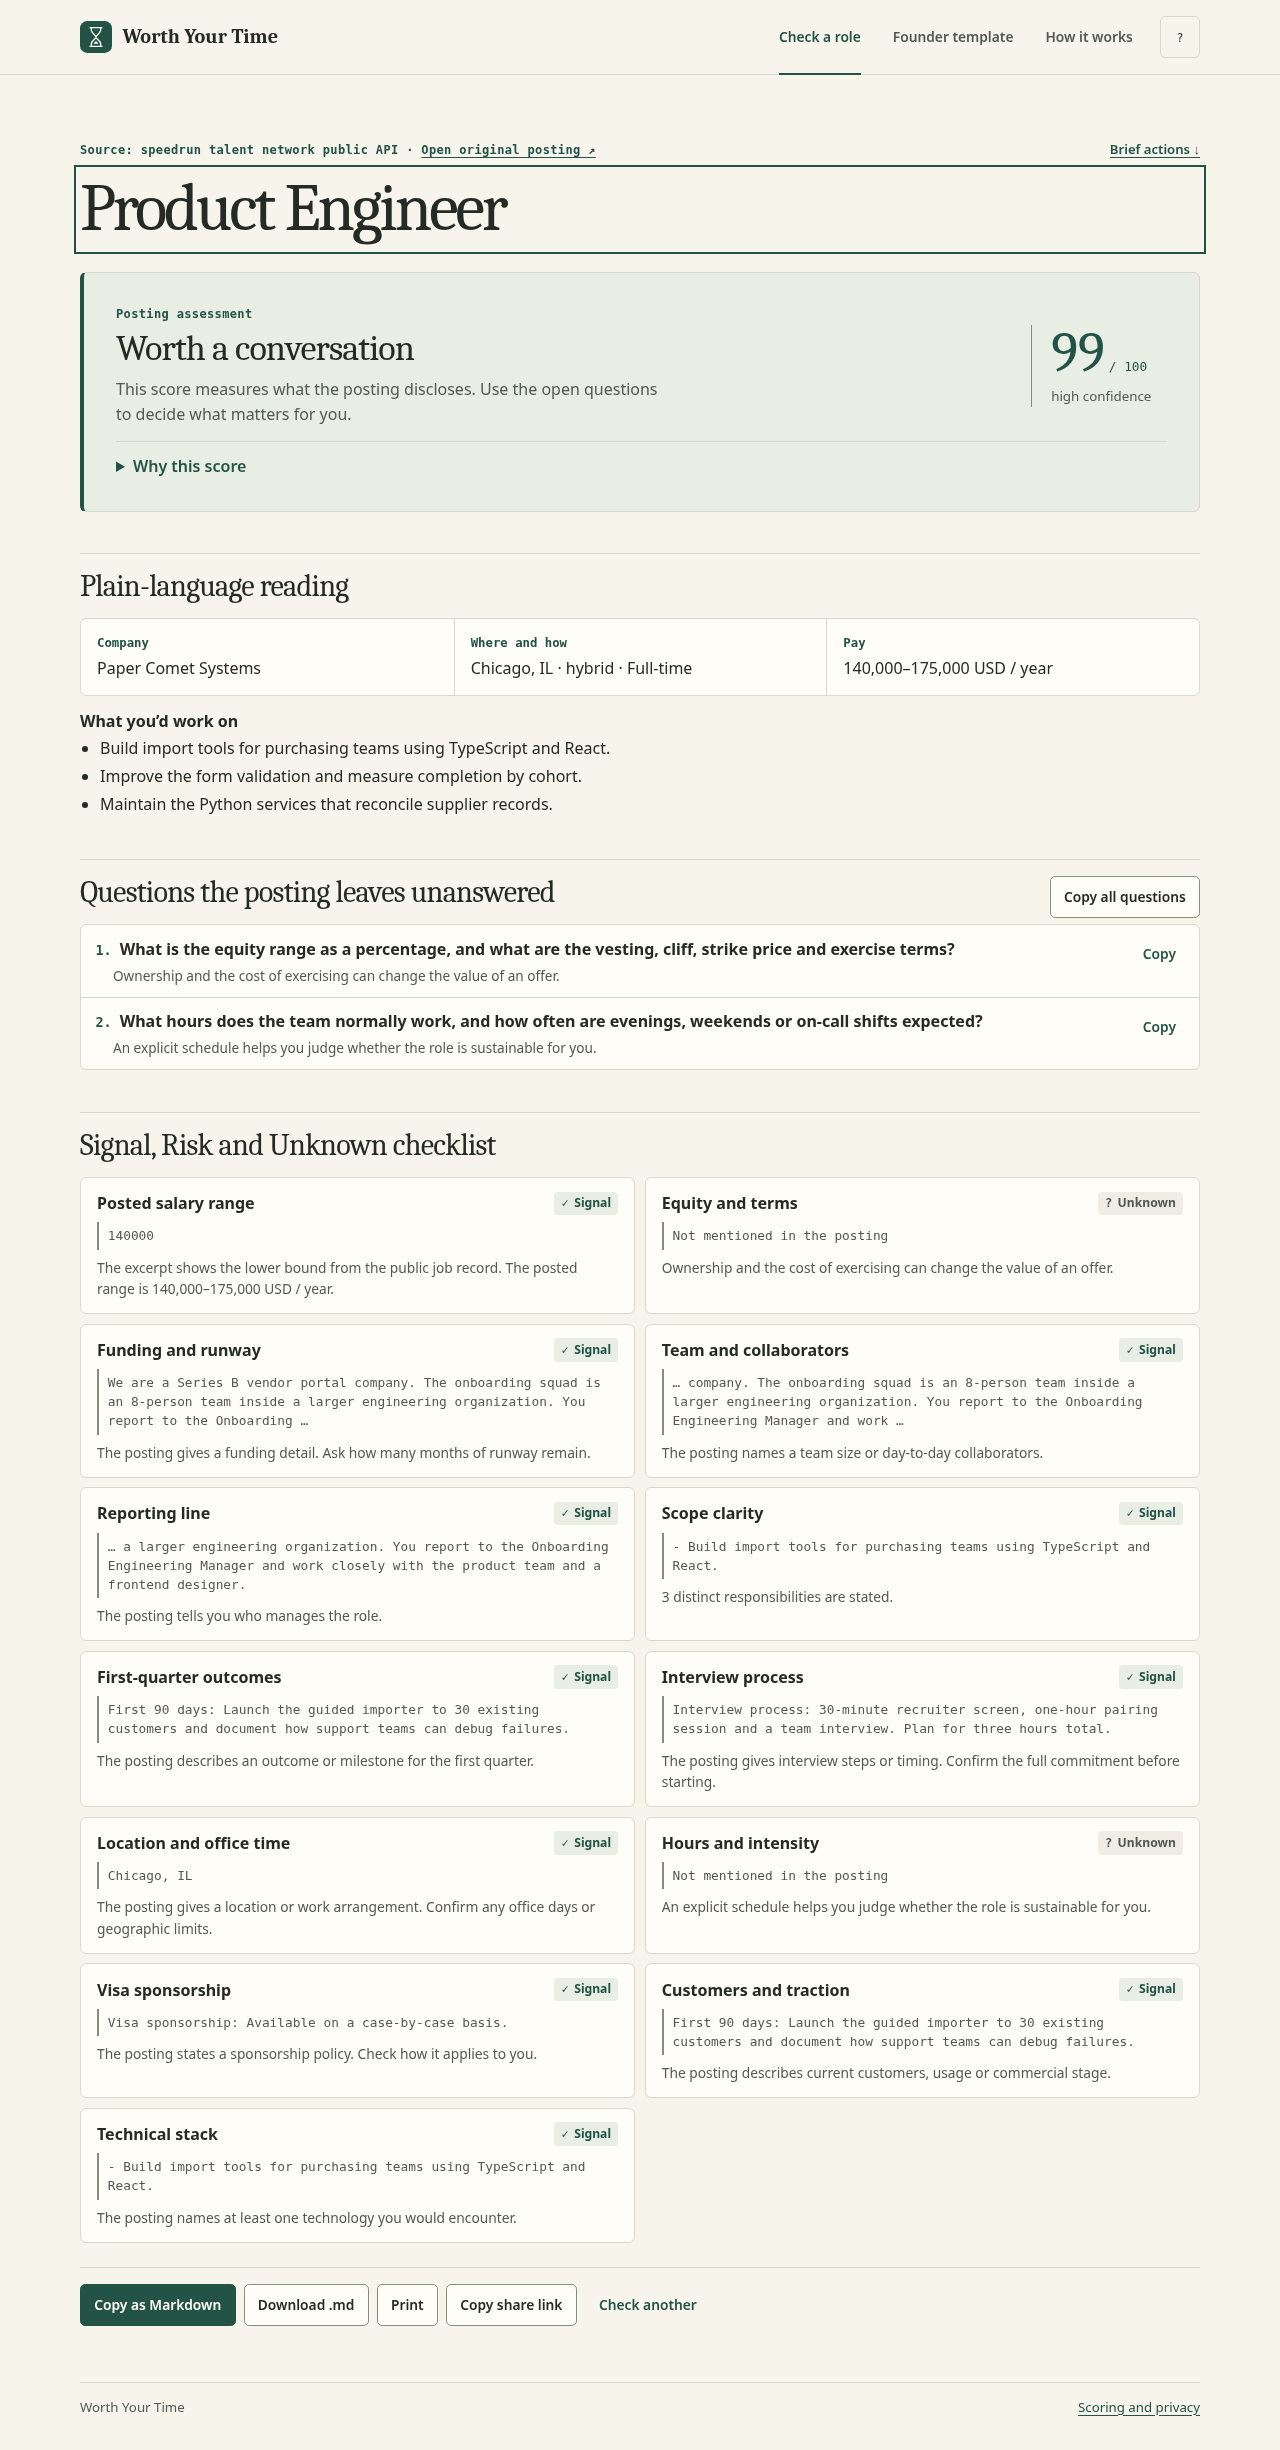 Worth Your Time
Check a role
Founder template
How it works
?
Source: speedrun talent network public API · Open original posting ↗
Brief actions ↓
Product Engineer
Posting assessment
Worth a conversation
This score measures what the posting discloses. Use the open questions
to decide what matters for you.
99 / 100
high confidence
▶ Why this score
Plain-language reading
Company
Paper Comet Systems
Where and how
Chicago, IL · hybrid · Full-time
Pay
140,000–175,000 USD / year
What you’d work on
• Build import tools for purchasing teams using TypeScript and React.
• Improve the form validation and measure completion by cohort.
• Maintain the Python services that reconcile supplier records.
Questions the posting leaves unanswered
Copy all questions
1. What is the equity range as a percentage, and what are the vesting, cliff, strike price and exercise terms?
Ownership and the cost of exercising can change the value of an offer.
Copy
2. What hours does the team normally work, and how often are evenings, weekends or on-call shifts expected?
An explicit schedule helps you judge whether the role is sustainable for you.
Copy
Signal, Risk and Unknown checklist
Posted salary range
✓ Signal
140000
The excerpt shows the lower bound from the public job record. The posted
range is 140,000–175,000 USD / year.
Equity and terms
? Unknown
Not mentioned in the posting
Ownership and the cost of exercising can change the value of an offer.
Funding and runway
✓ Signal
We are a Series B vendor portal company. The onboarding squad is
an 8-person team inside a larger engineering organization. You
report to the Onboarding …
The posting gives a funding detail. Ask how many months of runway remain.
Team and collaborators
✓ Signal
… company. The onboarding squad is an 8-person team inside a
larger engineering organization. You report to the Onboarding
Engineering Manager and work …
The posting names a team size or day-to-day collaborators.
Reporting line
✓ Signal
… a larger engineering organization. You report to the Onboarding
Engineering Manager and work closely with the product team and a
frontend designer.
The posting tells you who manages the role.
Scope clarity
✓ Signal
- Build import tools for purchasing teams using TypeScript and
React.
3 distinct responsibilities are stated.
First-quarter outcomes
✓ Signal
First 90 days: Launch the guided importer to 30 existing
customers and document how support teams can debug failures.
The posting describes an outcome or milestone for the first quarter.
Interview process
✓ Signal
Interview process: 30-minute recruiter screen, one-hour pairing
session and a team interview. Plan for three hours total.
The posting gives interview steps or timing. Confirm the full commitment before
starting.
Location and office time
✓ Signal
Chicago, IL
The posting gives a location or work arrangement. Confirm any office days or
geographic limits.
Hours and intensity
? Unknown
Not mentioned in the posting
An explicit schedule helps you judge whether the role is sustainable for you.
Visa sponsorship
✓ Signal
Visa sponsorship: Available on a case-by-case basis.
The posting states a sponsorship policy. Check how it applies to you.
Customers and traction
✓ Signal
First 90 days: Launch the guided importer to 30 existing
customers and document how support teams can debug failures.
The posting describes current customers, usage or commercial stage.
Technical stack
✓ Signal
- Build import tools for purchasing teams using TypeScript and
React.
The posting names at least one technology you would encounter.
Copy as Markdown
Download .md
Print
Copy share link
Check another
Worth Your Time
Scoring and privacy